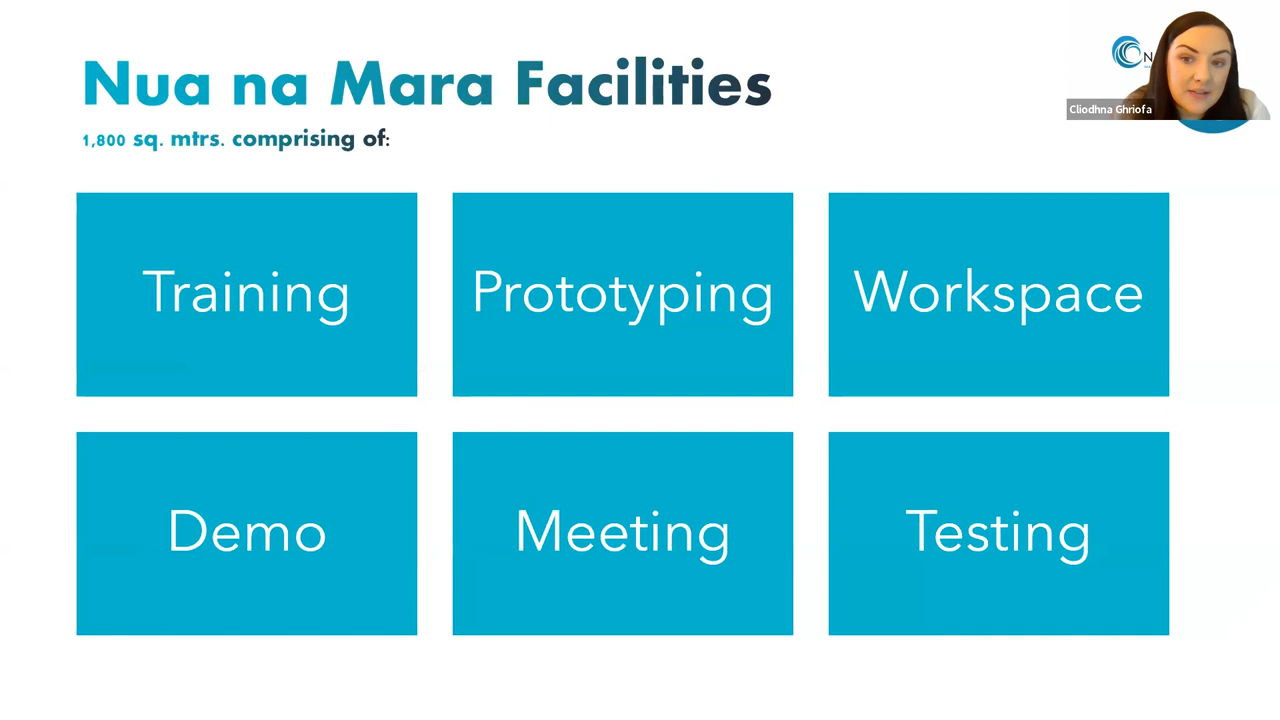 Nua na Mara Facilities
1,800 sq. mtrs. comprising of:
Cliodhna Ghriofa
Training
Prototyping
Workspace
Demo
Meeting
Testing